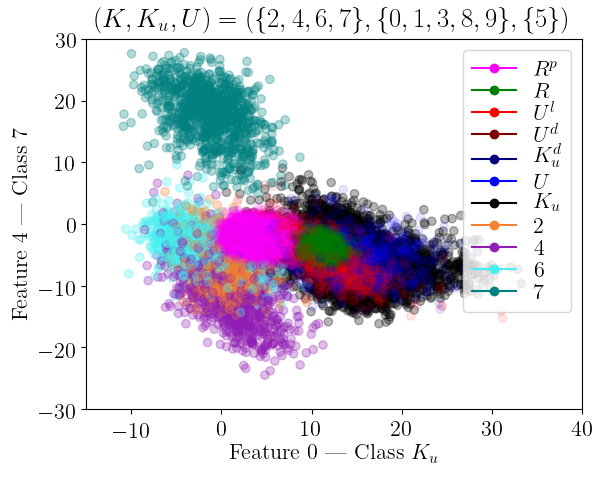 (K, K_u, U) = ({2, 4, 6, 7}, {0, 1, 3, 8, 9}, {5})
30
20
10
0
−10
−20
−30
Feature 4 — Class 7
R^p
R
U^l
U^d
K_u^d
U
K_u
2
4
6
7
−10
0
10
20
30
40
Feature 0 — Class K_u